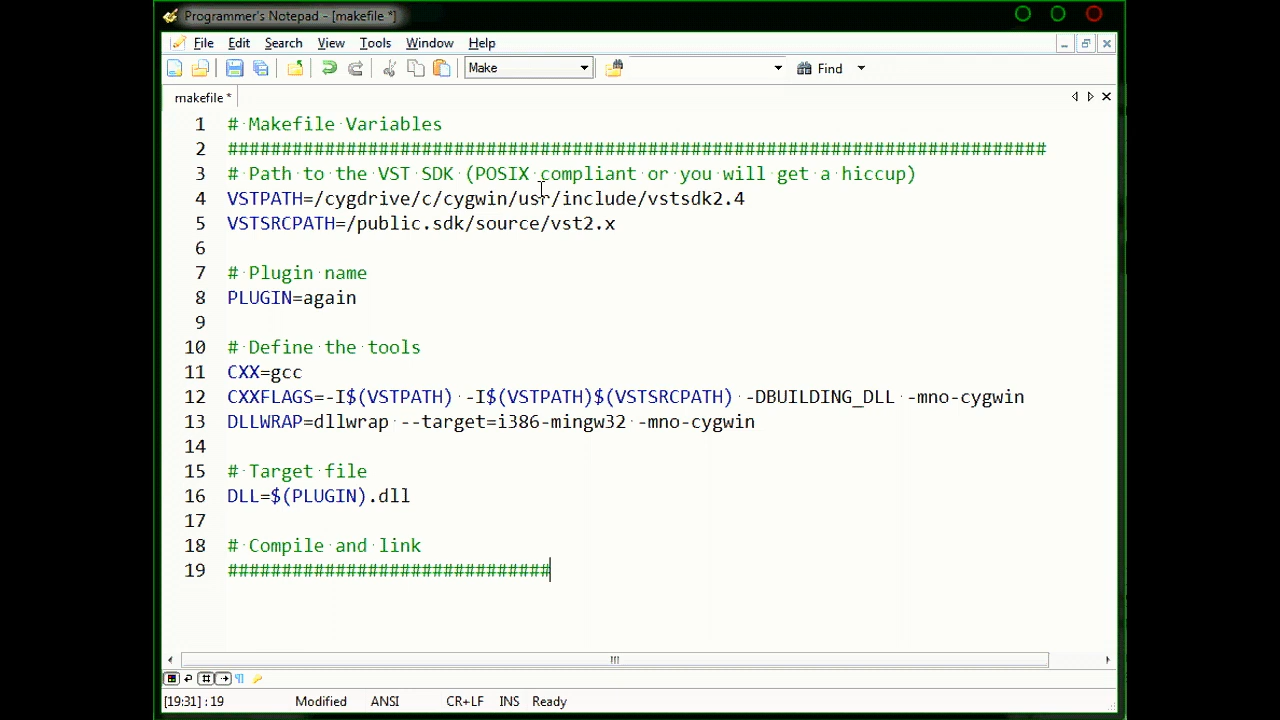 Programmer's Notepad - [makefile *]
File Edit Search View Tools Window Help
Make Find
makefile *
1 # Makefile Variables
2 ############################################################################
3 # Path to the VST SDK (POSIX compliant or you will get a hiccup)
4 VSTPATH=/cygdrive/c/cygwin/usr/include/vstsdk2.4
5 VSTSRCPATH=/public.sdk/source/vst2.x
6
7 # Plugin name
8 PLUGIN=again
9
10 # Define the tools
11 CXX=gcc
12 CXXFLAGS=-I$(VSTPATH) -I$(VSTPATH)$(VSTSRCPATH) -DBUILDING_DLL -mno-cygwin
13 DLLWRAP=dllwrap --target=i386-mingw32 -mno-cygwin
14
15 # Target file
16 DLL=$(PLUGIN).dll
17
18 # Compile and link
19 ##############################
[19:31] : 19 Modified ANSI CR+LF INS Ready